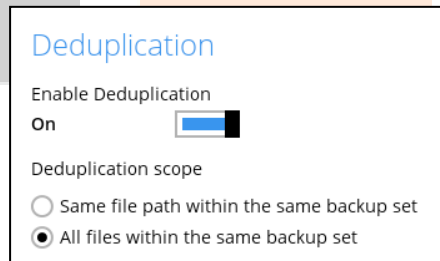 Deduplication
Enable Deduplication
On
Deduplication scope
Same file path within the same backup set
All files within the same backup set